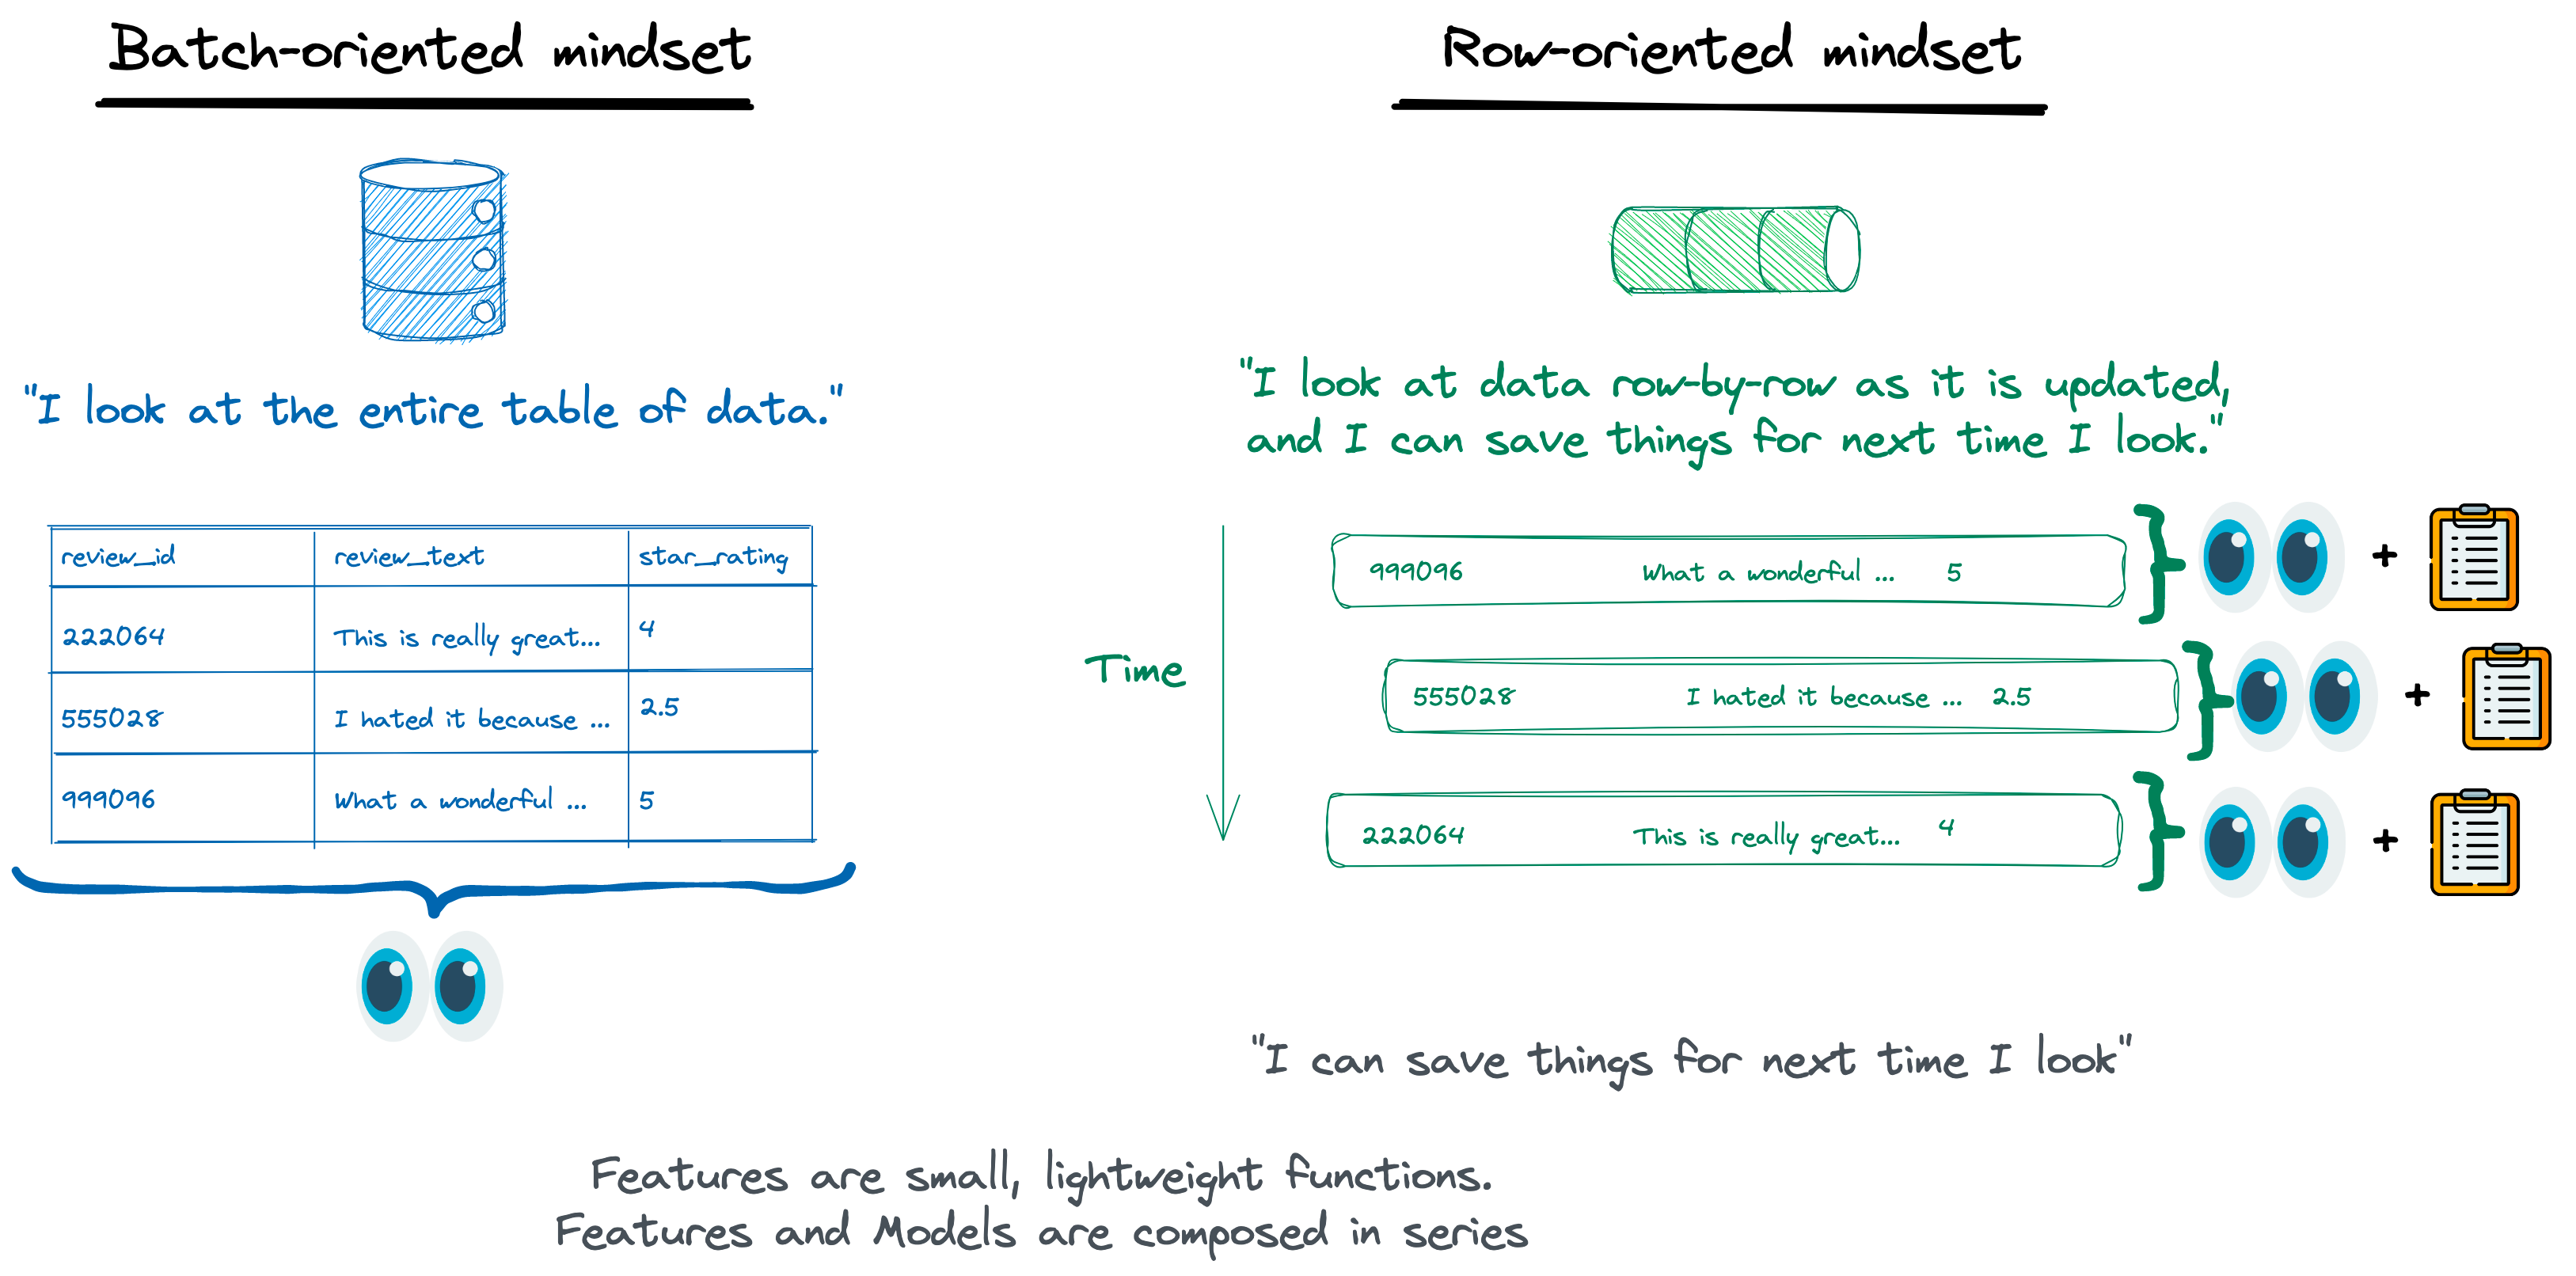 Batch-oriented mindset
"I look at the entire table of data."
review_id review_text star_rating
222064 This is really great... 4
555028 I hated it because ... 2.5
999096 What a wonderful ... 5
Row-oriented mindset
"I look at data row-by-row as it is updated,
and I can save things for next time I look."
Time
999096 What a wonderful ... 5
555028 I hated it because ... 2.5
222064 This is really great... 4
+
+
+
"I can save things for next time I look"
Features are small, lightweight functions.
Features and Models are composed in series